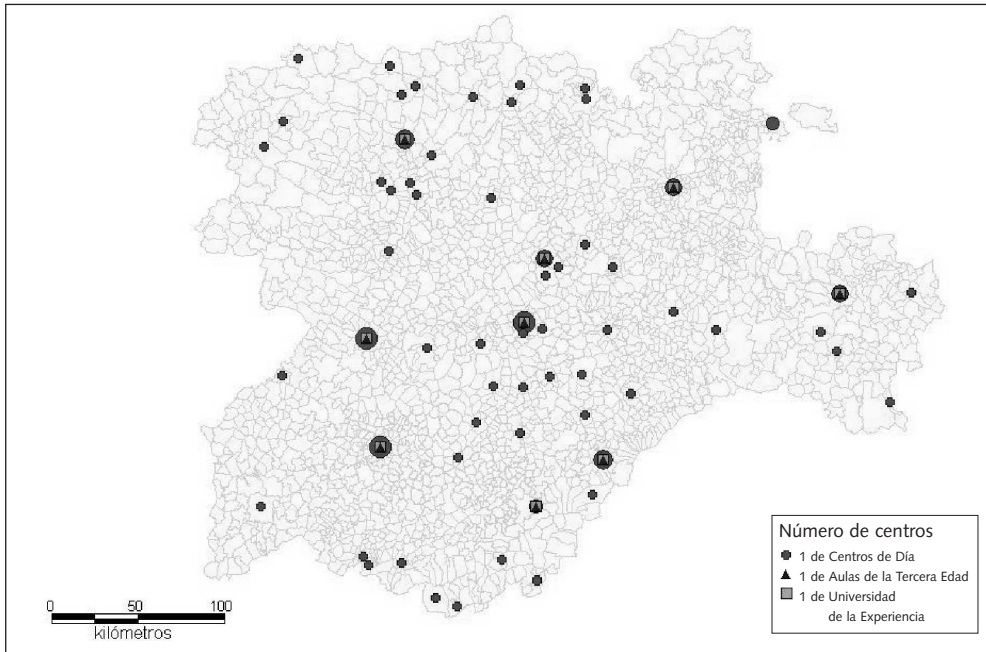 Número de centros
1 de Centros de Día
1 de Aulas de la Tercera Edad
1 de Universidad
de la Experiencia
0 50 100
kilómetros